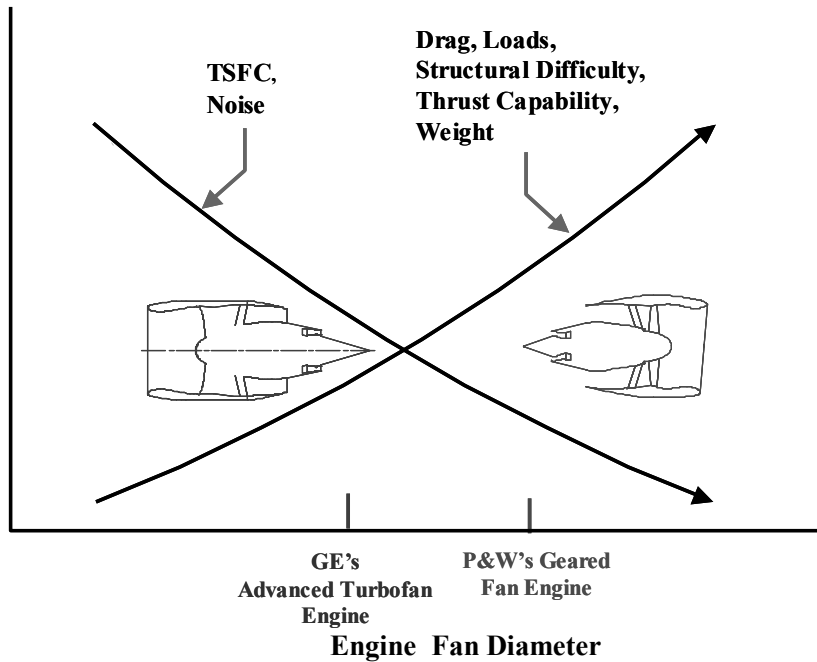 Drag, Loads,
Structural Difficulty,
Thrust Capability,
Weight
TSFC,
Noise
GE's
Advanced Turbofan
Engine
P&W's Geared
Fan Engine
Engine Fan Diameter